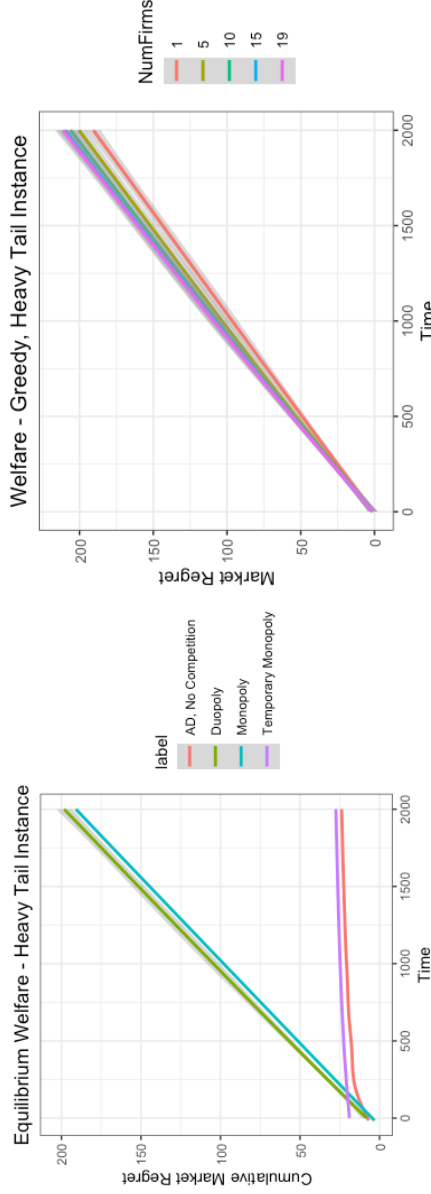 Equilibrium Welfare - Heavy Tail Instance
Cumulative Market Regret
200
150
100
50
0
0
500
1000
1500
2000
Time
label
AD, No Competition
Duopoly
Monopoly
Temporary Monopoly
Welfare - Greedy, Heavy Tail Instance
Market Regret
200
150
100
50
0
0
500
1000
1500
2000
Time
NumFirms
1
5
10
15
19